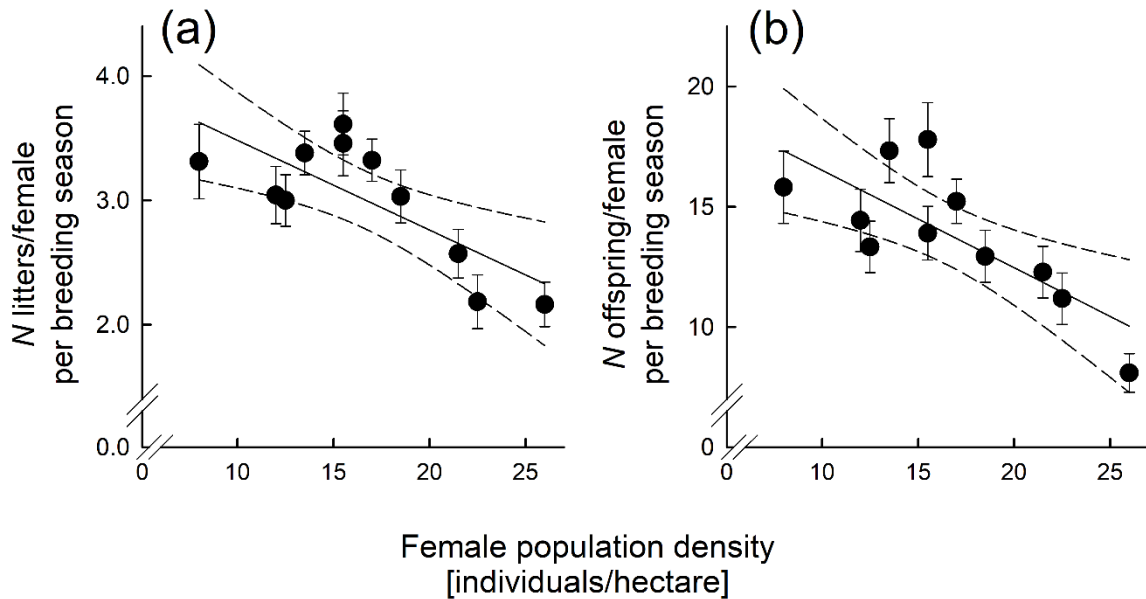 (a)
N litters/female
per breeding season
4.0
3.0
2.0
0.0
0
10
15
20
25
(b)
N offspring/female
per breeding season
20
15
10
0
0
10
15
20
25
Female population density
[individuals/hectare]